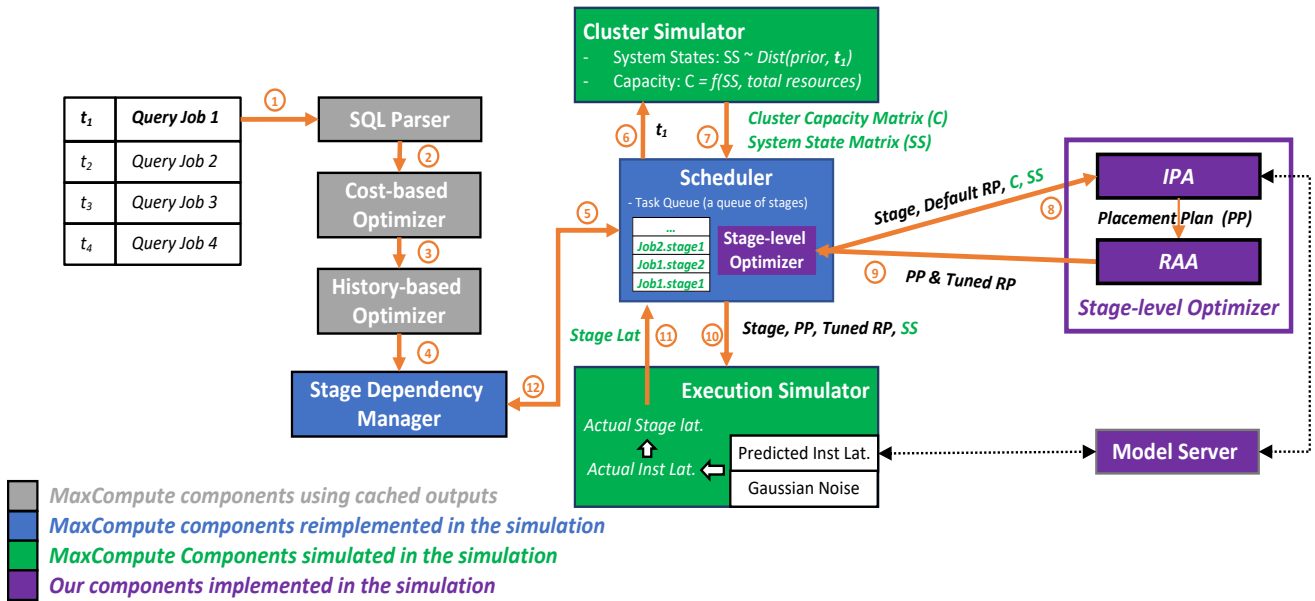 Cluster Simulator
- System States: SS ~ Dist(prior, t1)
- Capacity: C = f(SS, total resources)
t1 Query Job 1
t2 Query Job 2
t3 Query Job 3
t4 Query Job 4
1
SQL Parser
2
Cost-based
Optimizer
3
History-based
Optimizer
4
Stage Dependency
Manager
5
12
6
t1
7
Cluster Capacity Matrix (C)
System State Matrix (SS)
Scheduler
- Task Queue (a queue of stages)
...
Job2.stage1
Job1.stage2
Job1.stage1
Stage-level
Optimizer
Stage, Default RP, C, SS
8
9
PP & Tuned RP
IPA
Placement Plan (PP)
RAA
Stage-level Optimizer
Stage Lat
11
10
Stage, PP, Tuned RP, SS
Execution Simulator
Actual Stage lat.
Actual Inst Lat.
Predicted Inst Lat.
Gaussian Noise
Model Server
MaxCompute components using cached outputs
MaxCompute components reimplemented in the simulation
MaxCompute Components simulated in the simulation
Our components implemented in the simulation